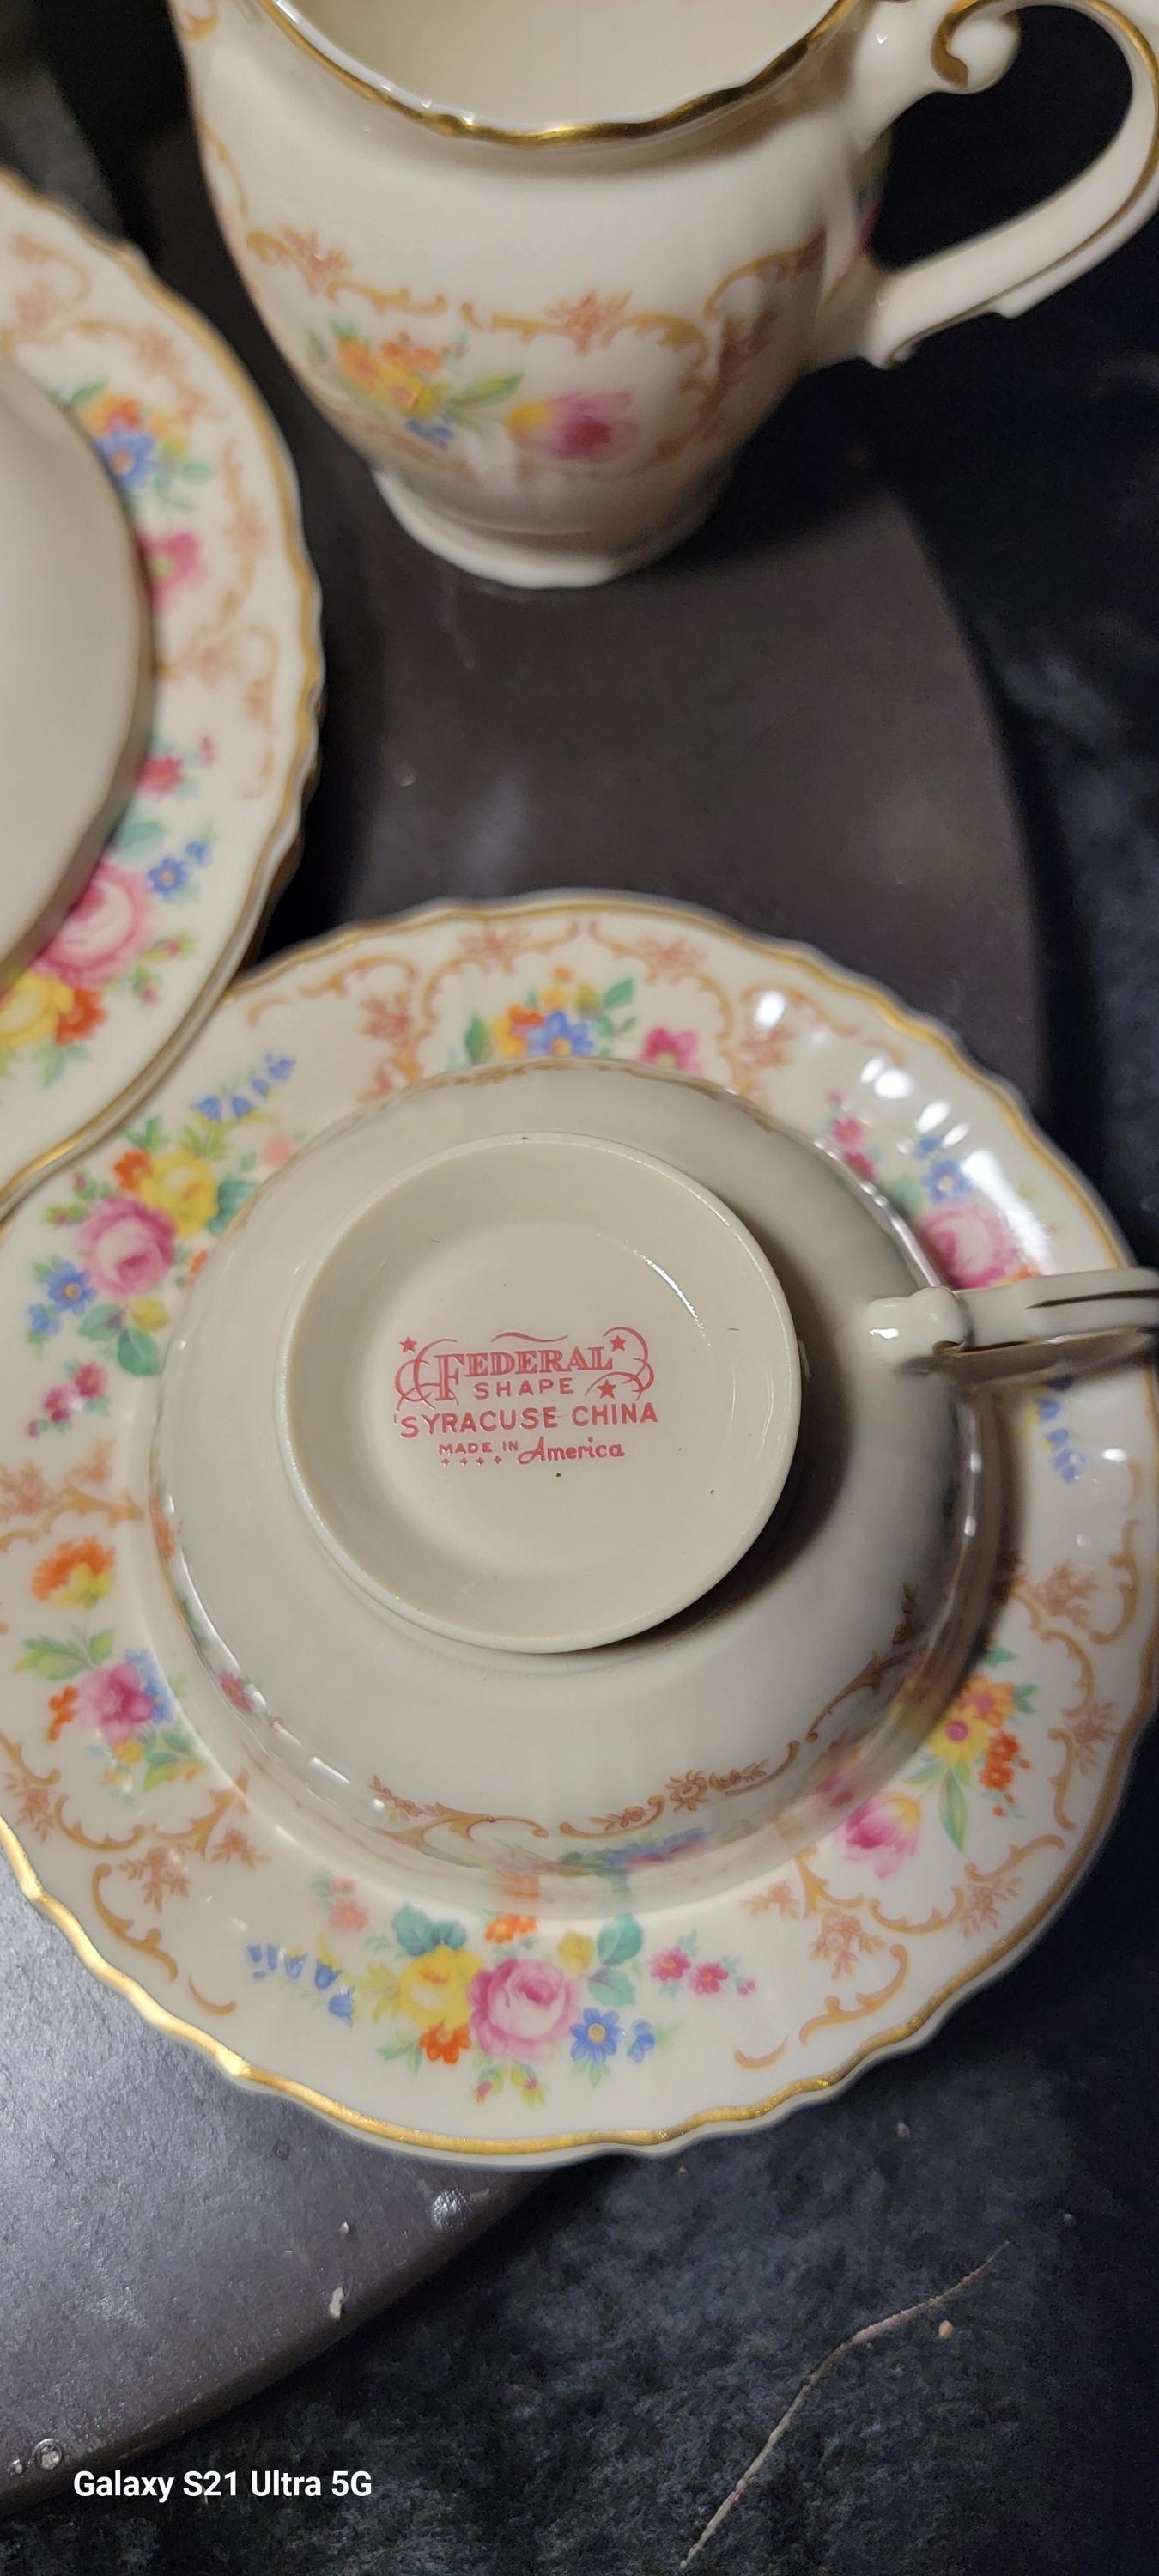 FEDERAL
SHAPE
SYRACUSE CHINA
MADE IN America
Galaxy S21 Ultra 5G